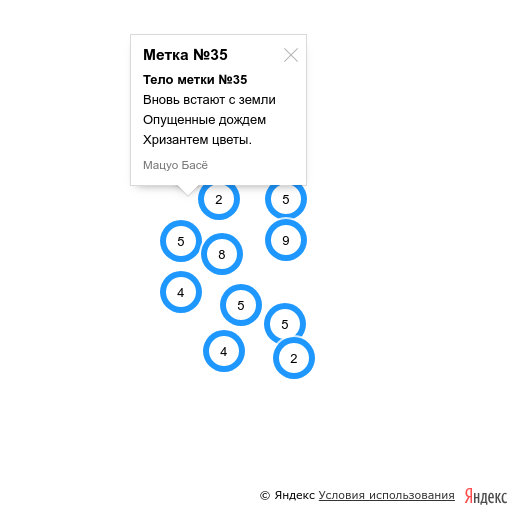 Метка №35
Тело метки №35
Вновь встают с земли
Опущенные дождем
Хризантем цветы.
Мацуо Басё
2 5
5 8 9
4
5
5
4 2
© Яндекс Условия использования Яндекс